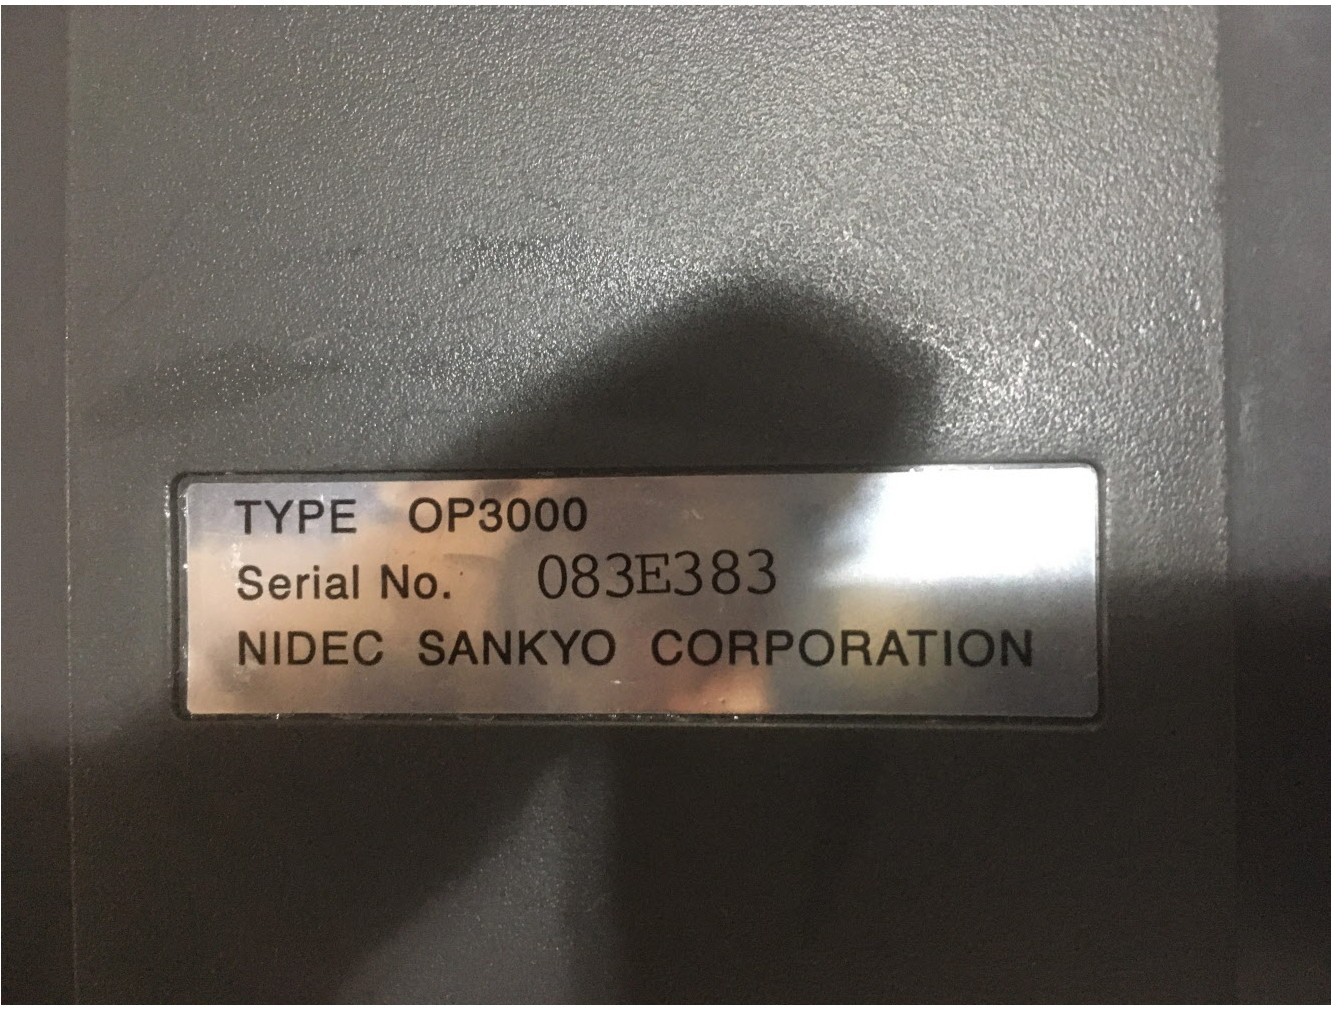 TYPE OP3000
Serial No. 083E383
NIDEC SANKYO CORPORATION